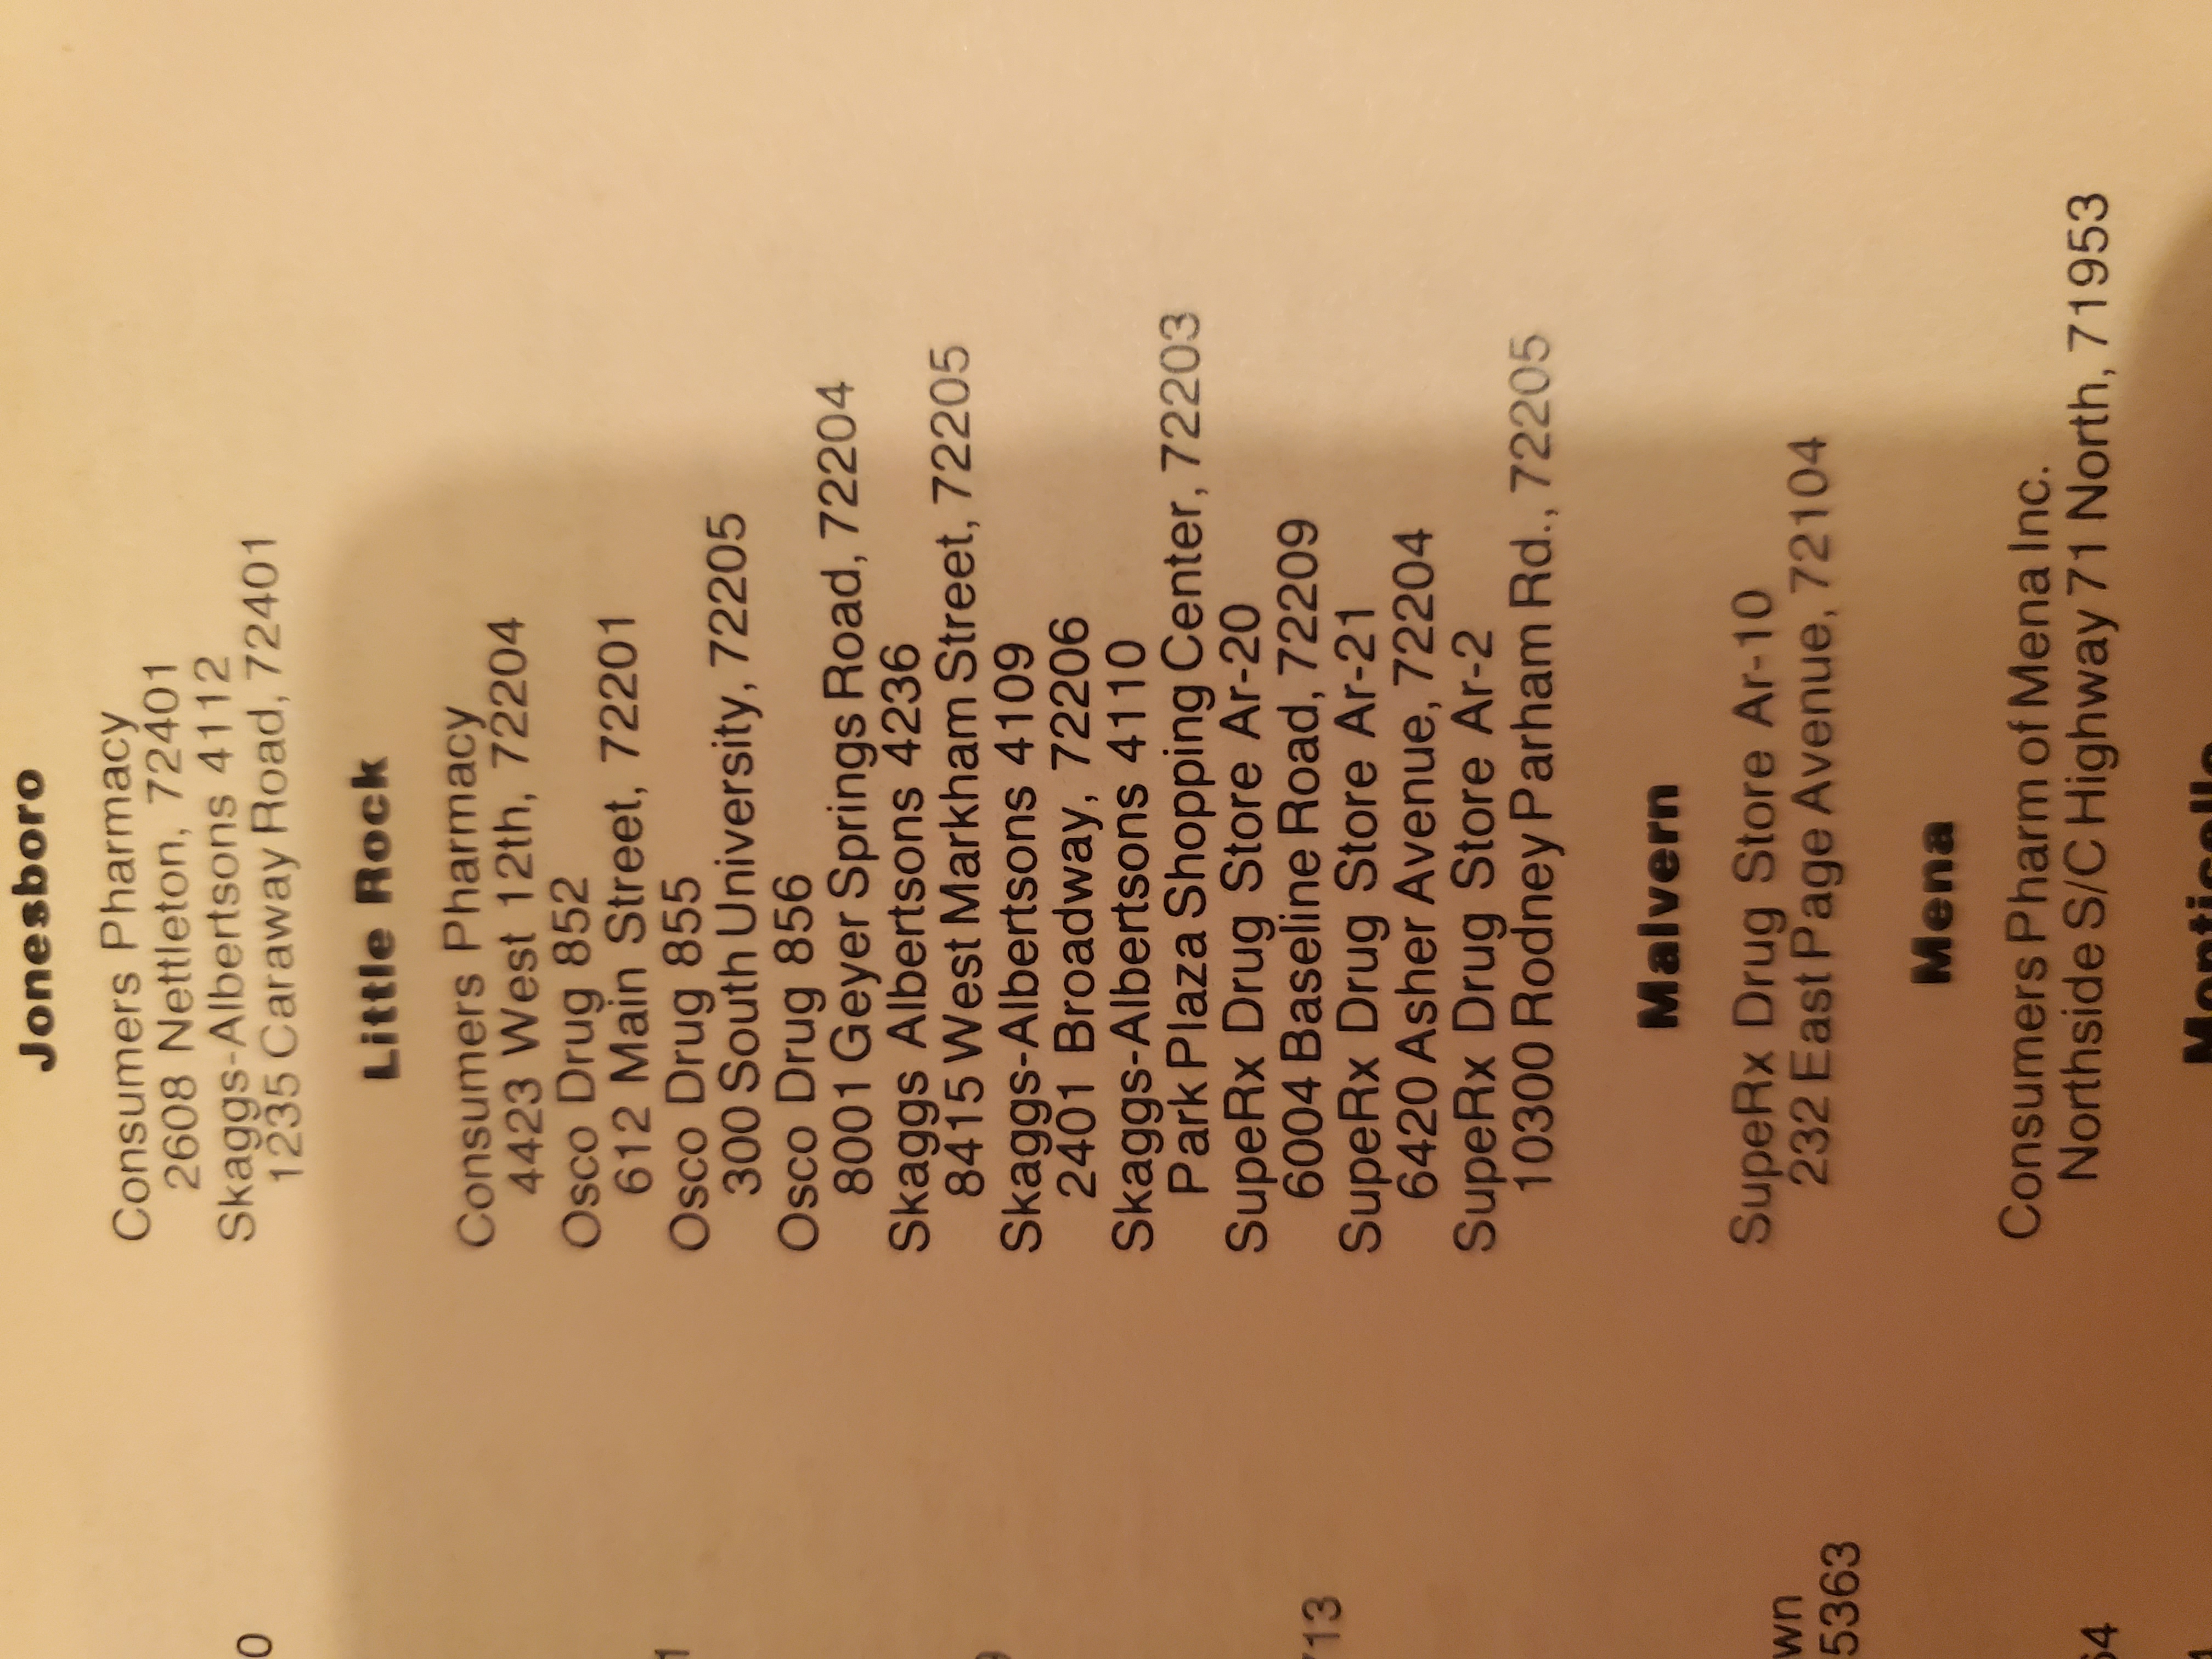 Jonesboro
Consumers Pharmacy
2608 Nettleton, 72401
Skaggs-Albertsons 4112
1235 Caraway Road, 72401
Little Rock
Consumers Pharmacy
4423 West 12th, 72204
Osco Drug 852
612 Main Street, 72201
Osco Drug 855
300 South University, 72205
Osco Drug 856
8001 Geyer Springs Road, 72204
Skaggs Albertsons 4236
8415 West Markham Street, 72205
Skaggs-Albertsons 4109
2401 Broadway, 72206
Skaggs-Albertsons 4110
Park Plaza Shopping Center, 72203
SupeRx Drug Store Ar-20
6004 Baseline Road, 72209
SupeRx Drug Store Ar-21
6420 Asher Avenue, 72204
SupeRx Drug Store Ar-2
10300 Rodney Parham Rd., 72205
Malvern
SupeRx Drug Store Ar-10
232 East Page Avenue, 72104
Mena
Consumers Pharm of Mena Inc.
Northside S/C Highway 71 North, 71953